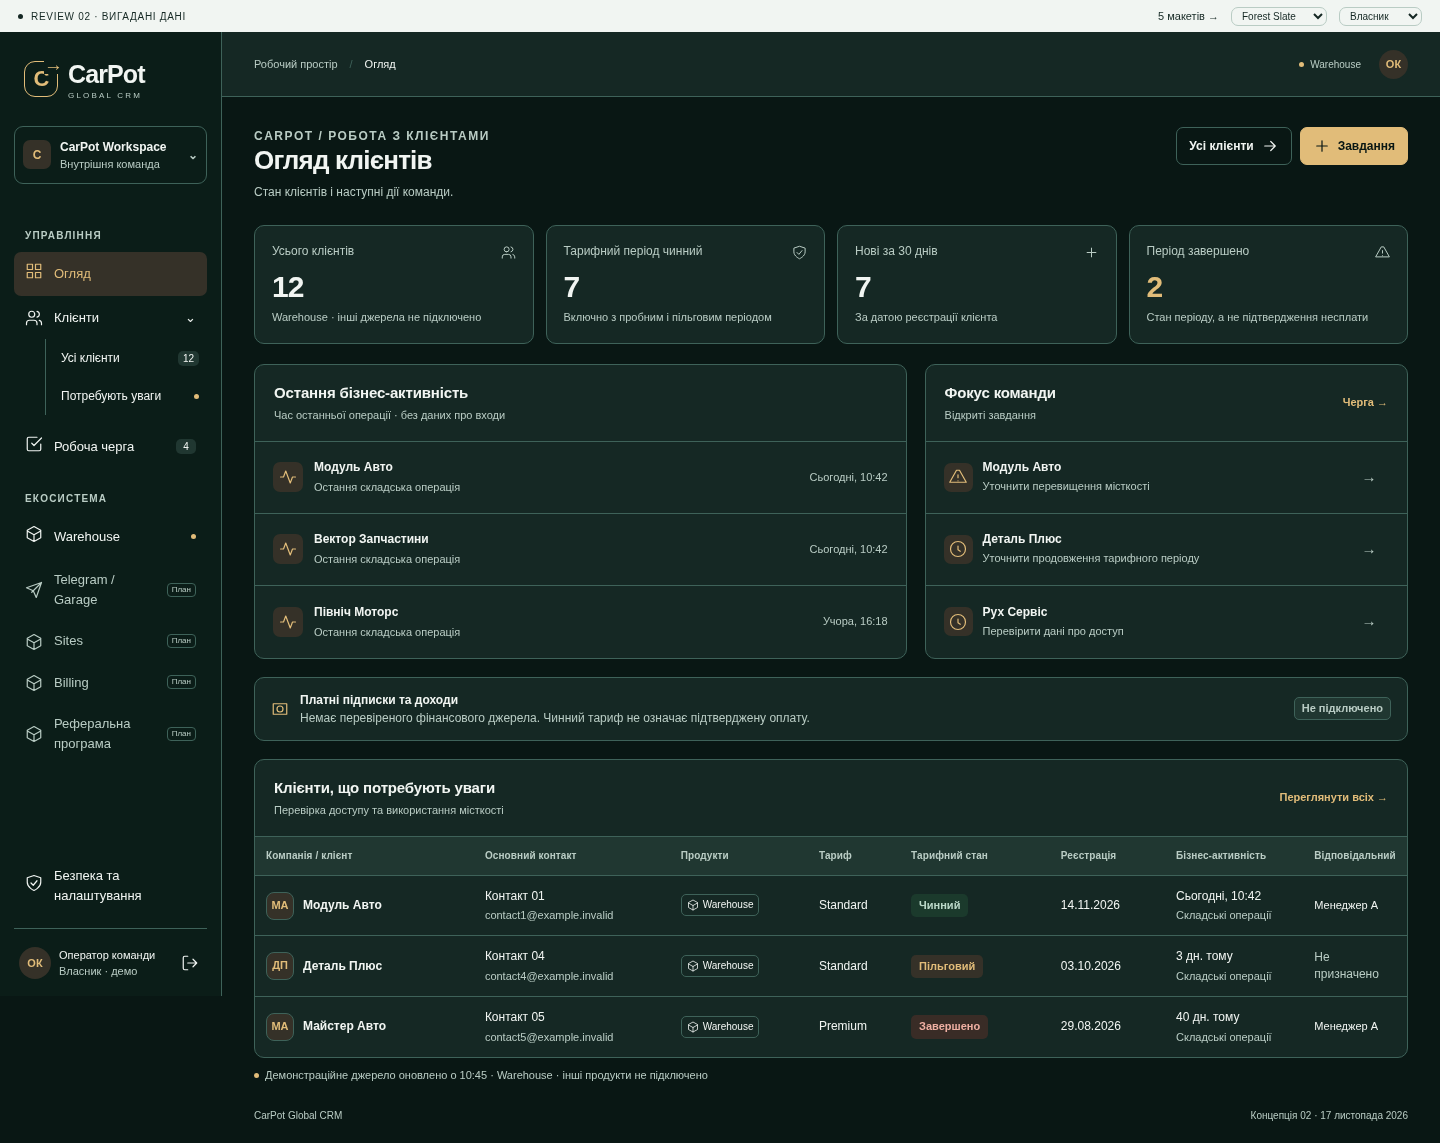 REVIEW 02 · ВИГАДАНІ ДАНІ
5 макетів →
Forest Slate
Власник
C
CarPot
GLOBAL CRM
C
CarPot Workspace
Внутрішня команда
УПРАВЛІННЯ
Огляд
Клієнти
Усі клієнти
12
Потребують уваги
Робоча черга
4
ЕКОСИСТЕМА
Warehouse
Telegram /
Garage
План
Sites
План
Billing
План
Реферальна
програма
План
Безпека та
налаштування
ОК
Оператор команди
Власник · демо
Робочий простір / Огляд
Warehouse
ОК
CARPOT / РОБОТА З КЛІЄНТАМИ
Огляд клієнтів
Стан клієнтів і наступні дії команди.
Усі клієнти
Завдання
Усього клієнтів
12
Warehouse · інші джерела не підключено
Тарифний період чинний
7
Включно з пробним і пільговим періодом
Нові за 30 днів
7
За датою реєстрації клієнта
Період завершено
2
Стан періоду, а не підтвердження несплати
Остання бізнес-активність
Час останньої операції · без даних про входи
Модуль Авто
Остання складська операція
Сьогодні, 10:42
Вектор Запчастини
Остання складська операція
Сьогодні, 10:42
Північ Моторс
Остання складська операція
Учора, 16:18
Фокус команди
Відкриті завдання
Черга →
Модуль Авто
Уточнити перевищення місткості
→
Деталь Плюс
Уточнити продовження тарифного періоду
→
Рух Сервіс
Перевірити дані про доступ
→
Платні підписки та доходи
Немає перевіреного фінансового джерела. Чинний тариф не означає підтверджену оплату.
Не підключено
Клієнти, що потребують уваги
Перевірка доступу та використання місткості
Переглянути всіх →
Компанія / клієнт Основний контакт Продукти Тариф Тарифний стан Реєстрація Бізнес-активність Відповідальний
МА Модуль Авто Контакт 01 contact1@example.invalid Warehouse Standard Чинний 14.11.2026 Сьогодні, 10:42 Складські операції Менеджер А
ДП Деталь Плюс Контакт 04 contact4@example.invalid Warehouse Standard Пільговий 03.10.2026 3 дн. тому Складські операції Не призначено
МА Майстер Авто Контакт 05 contact5@example.invalid Warehouse Premium Завершено 29.08.2026 40 дн. тому Складські операції Менеджер А
Демонстраційне джерело оновлено о 10:45 · Warehouse · інші продукти не підключено
CarPot Global CRM
Концепція 02 · 17 листопада 2026